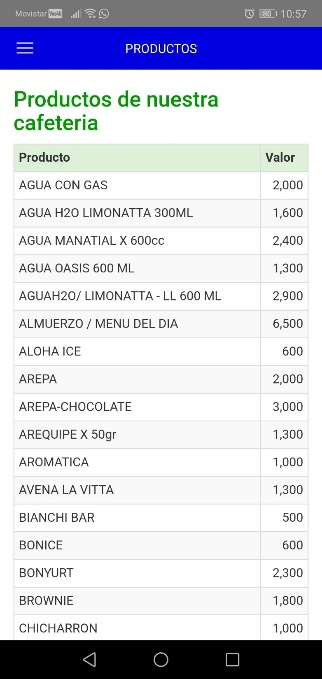 Movistar 10:57
PRODUCTOS
Productos de nuestra
cafeteria
Producto Valor
AGUA CON GAS 2,000
AGUA H2O LIMONATTA 300ML 1,600
AGUA MANATIAL X 600cc 2,400
AGUA OASIS 600 ML 1,300
AGUAH2O/ LIMONATTA - LL 600 ML 2,900
ALMUERZO / MENU DEL DIA 6,500
ALOHA ICE 600
AREPA 2,000
AREPA-CHOCOLATE 3,000
AREQUIPE X 50gr 1,300
AROMATICA 1,000
AVENA LA VITTA 1,300
BIANCHI BAR 500
BONICE 600
BONYURT 2,300
BROWNIE 1,800
CHICHARRON 1,000